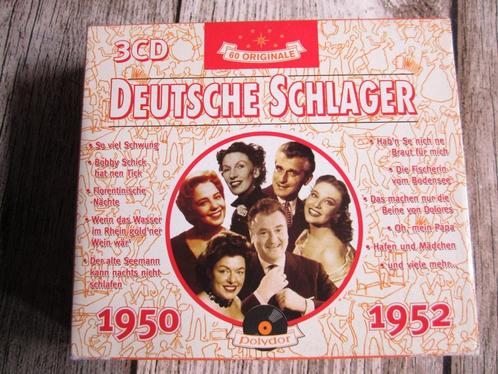 3CD
60 ORIGINALE
DEUTSCHE SCHLAGER
• So viel Schwung
• Bobby Schick
hat nen Tick
• Florentinische
Nächte
• Wenn das Wasser
im Rhein gold'ner
Wein wär'
• Der alte Seemann
kann nachts nicht
schlafen
• Hab'n Se nich ne
Braut für mich
• Die Fischerin
vom Bodensee
• Das machen nur die
Beine von Dolores
• Oh, mein Papa
• Hafen und Mädchen
• und viele mehr...
1950
1952
Polydor